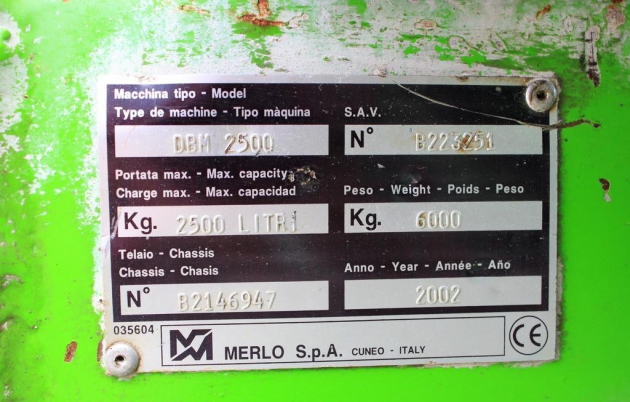 Macchina tipo - Model
Type de machine - Tipo màquina
DBM 2500
S.A.V.
N° B223251
Portata max. - Max. capacity
Charge max. - Max. capacidad
Kg. 2500 LITRI
Peso - Weight - Poids - Peso
Kg. 6000
Telaio - Chassis
Chassis - Chasis
N° B2146947
Anno - Year - Année - Año
2002
035604
MERLO S.p.A. CUNEO - ITALY
CE